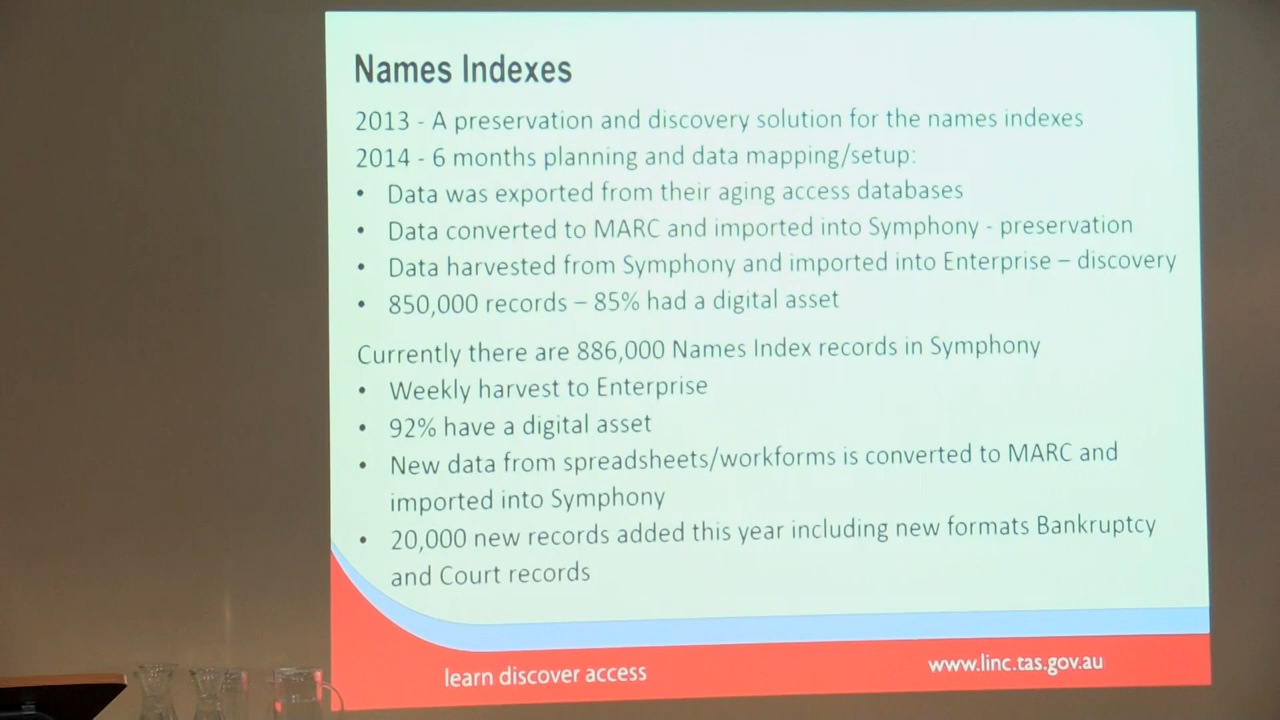 Names Indexes
2013 - A preservation and discovery solution for the names indexes
2014 - 6 months planning and data mapping/setup:
• Data was exported from their aging access databases
• Data converted to MARC and imported into Symphony - preservation
• Data harvested from Symphony and imported into Enterprise – discovery
• 850,000 records – 85% had a digital asset
Currently there are 886,000 Names Index records in Symphony
• Weekly harvest to Enterprise
• 92% have a digital asset
• New data from spreadsheets/workforms is converted to MARC and
imported into Symphony
• 20,000 new records added this year including new formats Bankruptcy
and Court records
learn discover access
www.linc.tas.gov.au